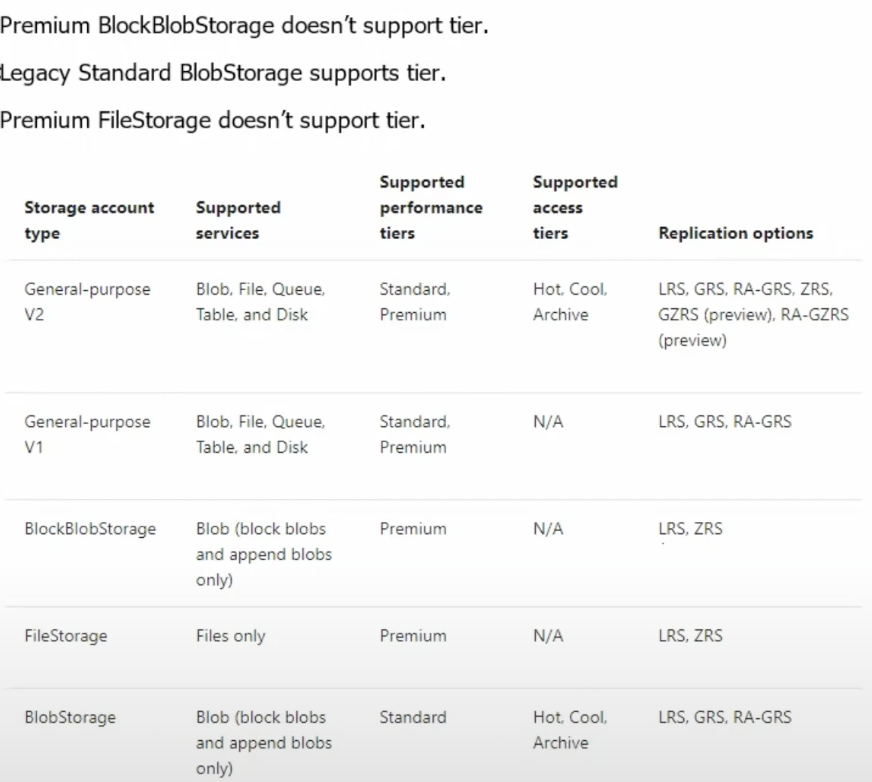 Premium BlockBlobStorage doesn't support tier.
Legacy Standard BlobStorage supports tier.
Premium FileStorage doesn't support tier.
Storage account type Supported services Supported performance tiers Supported access tiers Replication options
General-purpose V2 Blob, File, Queue, Table, and Disk Standard, Premium Hot, Cool, Archive LRS, GRS, RA-GRS, ZRS, GZRS (preview), RA-GZRS (preview)
General-purpose V1 Blob, File, Queue, Table, and Disk Standard, Premium N/A LRS, GRS, RA-GRS
BlockBlobStorage Blob (block blobs and append blobs only) Premium N/A LRS, ZRS
FileStorage Files only Premium N/A LRS, ZRS
BlobStorage Blob (block blobs and append blobs only) Standard Hot, Cool, Archive LRS, GRS, RA-GRS